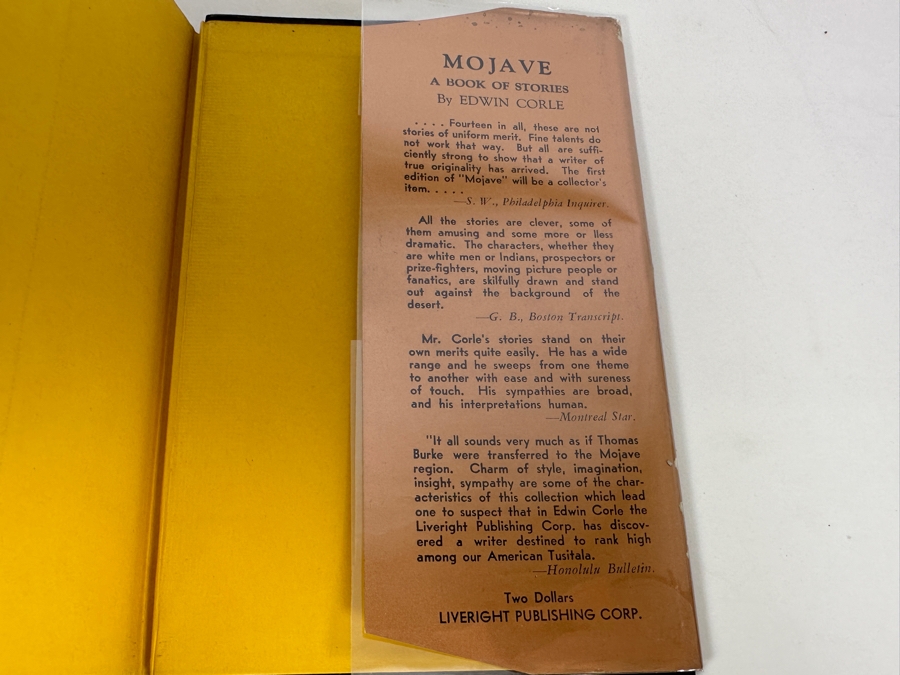 MOJAVE
A BOOK OF STORIES
By EDWIN CORLE
. . . . Fourteen in all, these are not
stories of uniform merit. Fine talents do
not work that way. But all are suffi-
ciently strong to show that a writer of
true originality has arrived. The first
edition of "Mojave" will be a collector's
item. . . . .
—S. W., Philadelphia Inquirer.
All the stories are clever, some of
them amusing and some more or lless
dramatic. The characters, whether they
are white men or Indians, prospectors or
prize-fighters, moving picture people or
fanatics, are skilfully drawn and stand
out against the background of the
desert.
—G. B., Boston Transcript.
Mr. Corle's stories stand on their
own merits quite easily. He has a wide
range and he sweeps from one theme
to another with ease and with sureness
of touch. His sympathies are broad,
and his interpretations human.
—Montreal Star.
"It all sounds very much as if Thomas
Burke were transferred to the Mojave
region. Charm of style, imagination,
insight, sympathy are some of the char-
acteristics of this collection which lead
one to suspect that in Edwin Corle the
Liveright Publishing Corp. has discov-
ered a writer destined to rank high
among our American Tusitala.
—Honolulu Bulletin.
Two Dollars
LIVERIGHT PUBLISHING CORP.